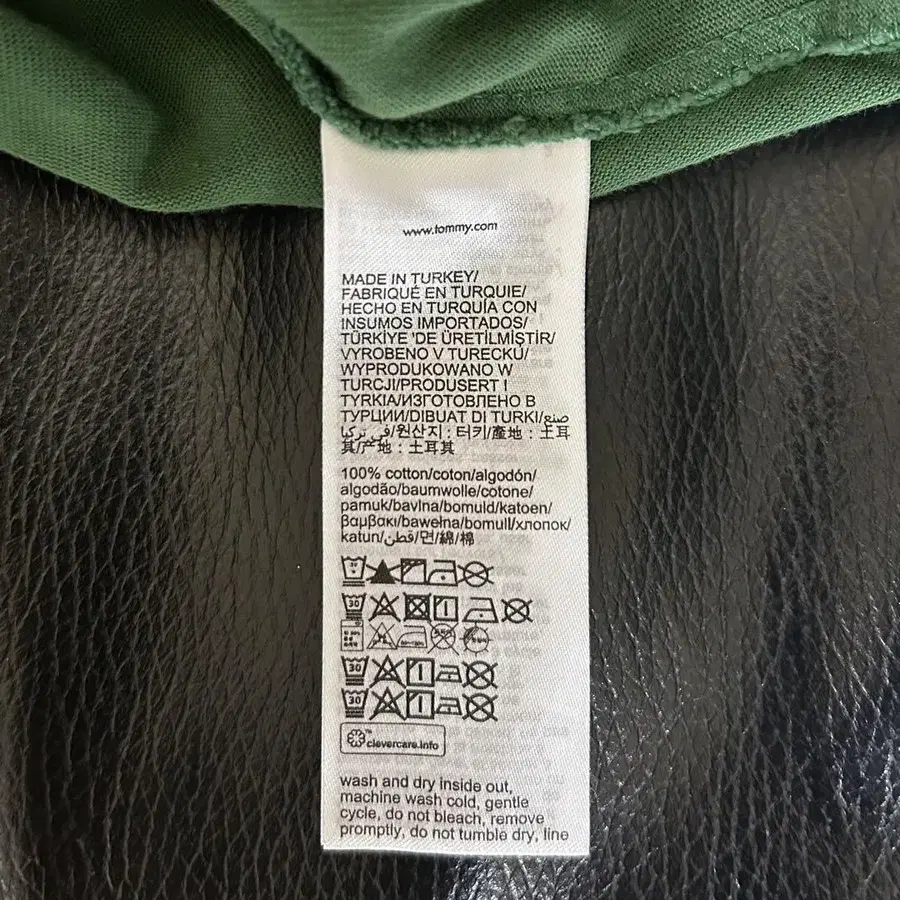 www.tommy.com
MADE IN TURKEY/
FABRIQUÉ EN TURQUIE/
HECHO EN TURQUÍA CON
INSUMOS IMPORTADOS/
TÜRKİYE 'DE ÜRETİLMİŞTİR/
VYROBENO V TURECKU/
WYPRODUKOWANO W
TURCJI/PRODUSERT I
TYRKIA/ИЗГОТОВЛЕНО В
ТУРЦИИ/DIBUAT DI TURKI/صنع
في تركيا/원산지 : 터키/產地 : 土耳
其/产地 : 土耳其
100% cotton/coton/algodón/
algodão/baumwolle/cotone/
pamuk/bavlna/bomuld/katoen/
βαμβακι/bawełna/bomull/хлопок/
katun/قطن/면/綿/棉
30
30
30
clevercare.info
wash and dry inside out,
machine wash cold, gentle
cycle, do not bleach, remove
promptly, do not tumble dry, line